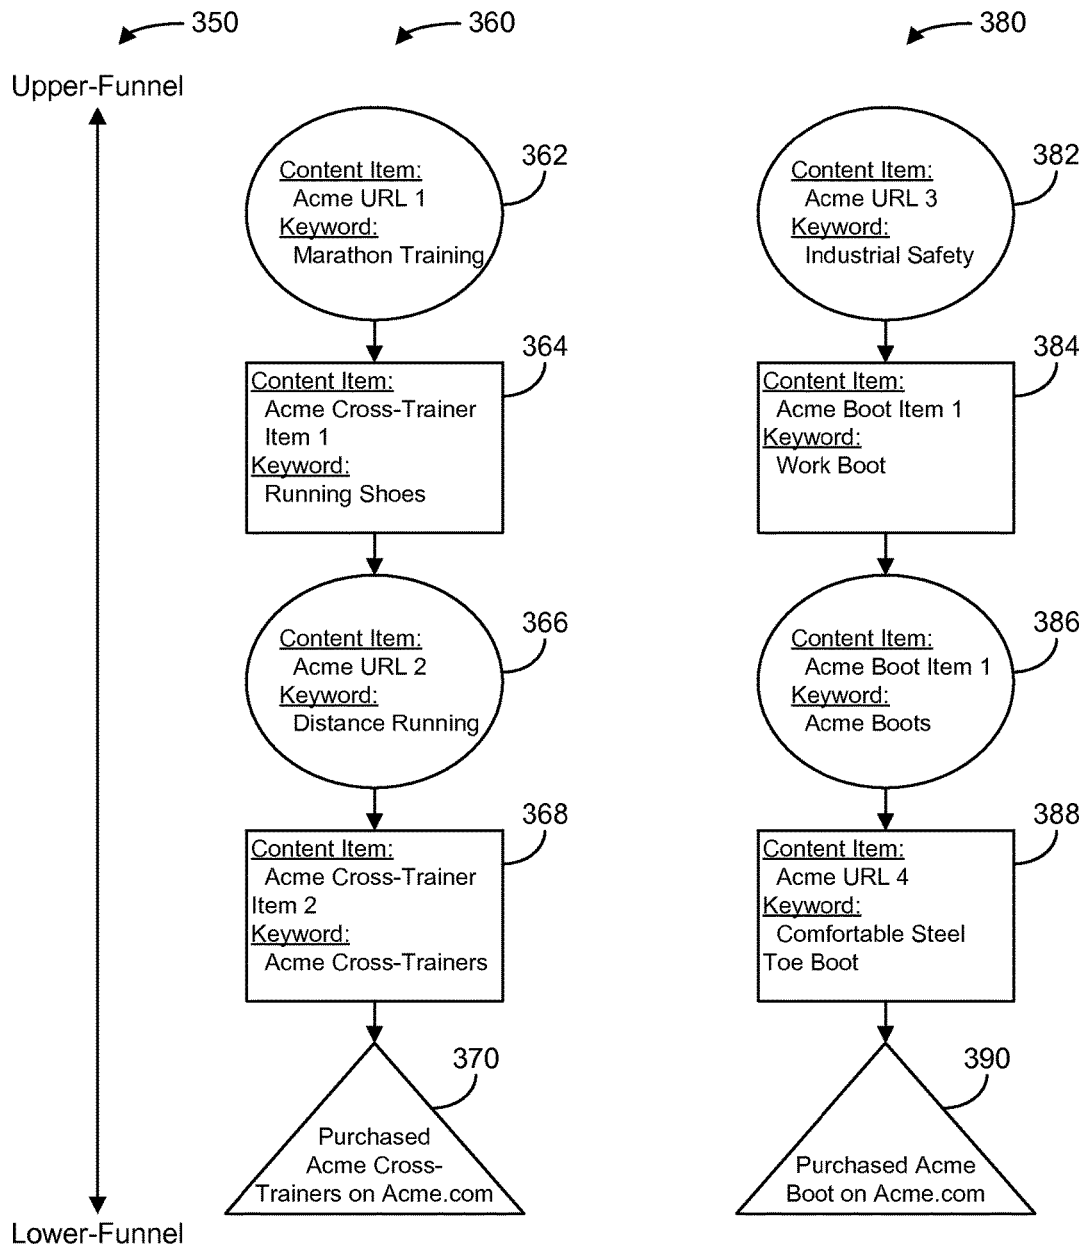 350
360
380
Upper-Funnel
362
Content Item:
Acme URL 1
Keyword:
Marathon Training
364
Content Item:
Acme Cross-Trainer
Item 1
Keyword:
Running Shoes
366
Content Item:
Acme URL 2
Keyword:
Distance Running
368
Content Item:
Acme Cross-Trainer
Item 2
Keyword:
Acme Cross-Trainers
370
Purchased
Acme Cross-
Trainers on Acme.com
382
Content Item:
Acme URL 3
Keyword:
Industrial Safety
384
Content Item:
Acme Boot Item 1
Keyword:
Work Boot
386
Content Item:
Acme Boot Item 1
Keyword:
Acme Boots
388
Content Item:
Acme URL 4
Keyword:
Comfortable Steel
Toe Boot
390
Purchased Acme
Boot on Acme.com
Lower-Funnel